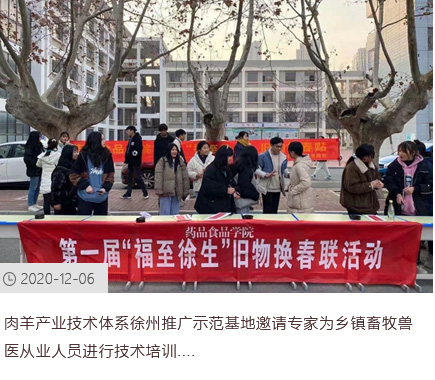 药品食品学院
第一届“福至徐生”旧物换春联活动
2020-12-06
肉羊产业技术体系徐州推广示范基地邀请专家为乡镇畜牧兽
医从业人员进行技术培训....